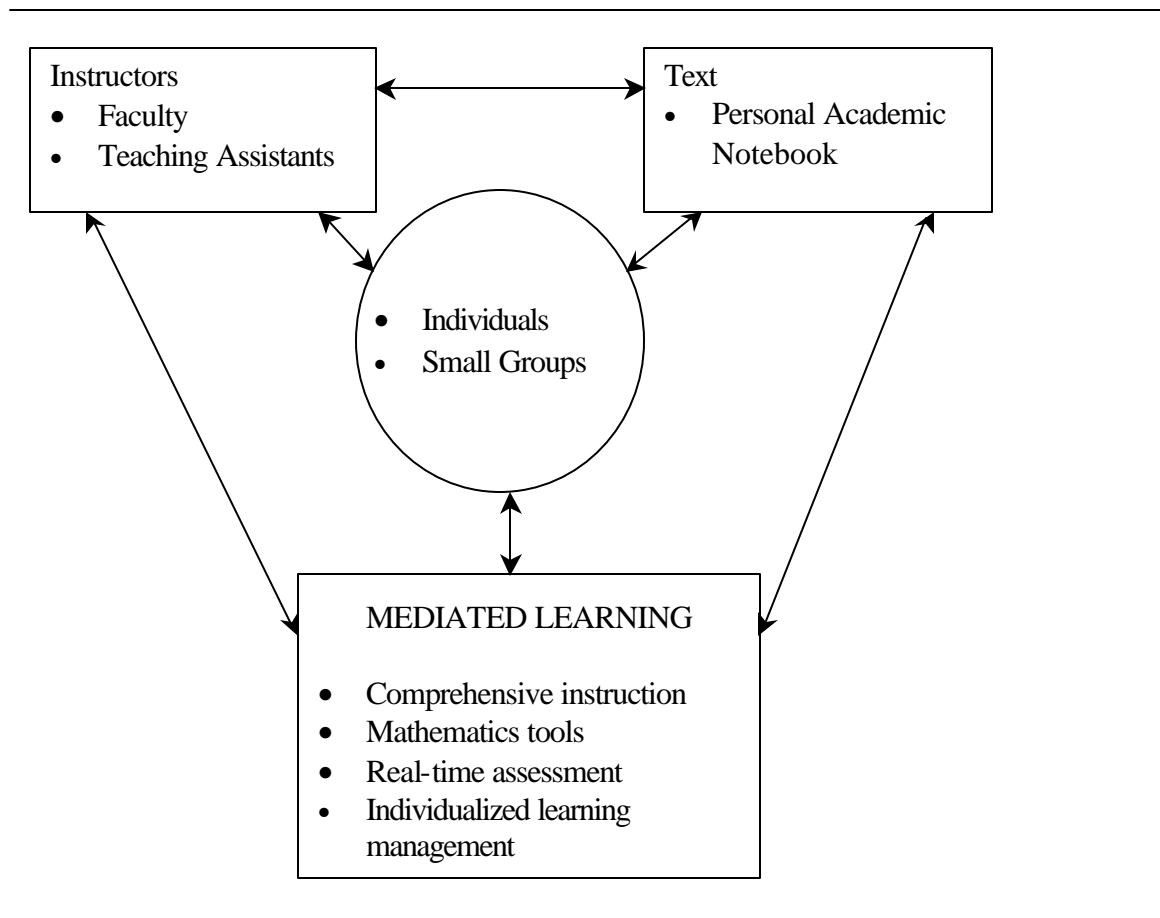 Instructors
• Faculty
• Teaching Assistants
Text
• Personal Academic
Notebook
• Individuals
• Small Groups
MEDIATED LEARNING
• Comprehensive instruction
• Mathematics tools
• Real-time assessment
• Individualized learning
management